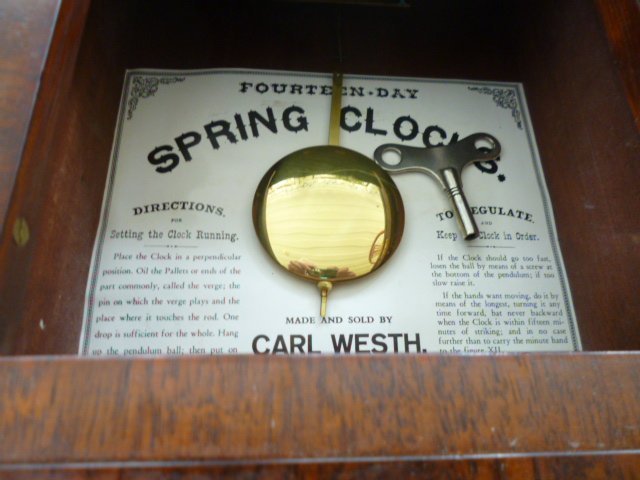 FOURTEEN-DAY
SPRING CLOCKS.
DIRECTIONS,
FOR
Setting the Clock Running.
Place the Clock in a perpendicular
position. Oil the Pallets or ends of the
part commonly, called the verge; the
pin on which the verge plays and the
place where it touches the rod. One
drop is sufficient for the whole. Hang
up the pendulum ball; then put on
TO REGULATE,
AND
Keep Clock in Order.
If the Clock should go too fast,
losen the ball by means of a screw at
the bottom of the pendulum; if too
slow raise it.
If the hands want moving, do it by
means of the longest, turning it any
time forward, bat never backward
when the Clock is within fifteen mi-
nutes of striking; and in no case
further than to carry the minute hand
to the figure XII.
MADE AND SOLD BY
CARL WESTH.